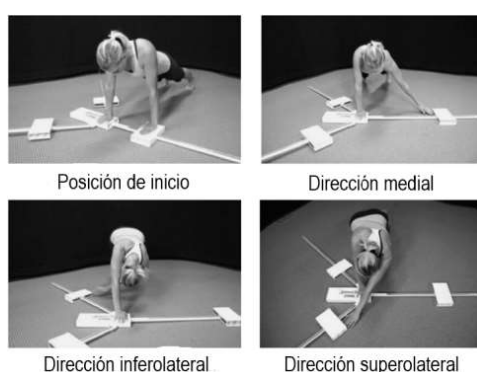 Posición de inicio
Dirección medial
Dirección inferolateral
Dirección superolateral